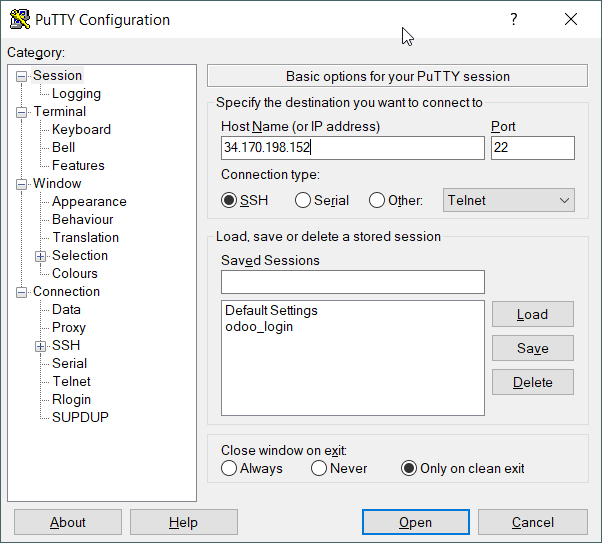 PuTTY Configuration
?
Category:
Session
Logging
Terminal
Keyboard
Bell
Features
Window
Appearance
Behaviour
Translation
Selection
Colours
Connection
Data
Proxy
SSH
Serial
Telnet
Rlogin
SUPDUP
Basic options for your PuTTY session
Specify the destination you want to connect to
Host Name (or IP address) Port
34.170.198.152 22
Connection type:
SSH Serial Other: Telnet
Load, save or delete a stored session
Saved Sessions
Default Settings
odoo_login
Load
Save
Delete
Close window on exit:
Always Never Only on clean exit
About Help Open Cancel